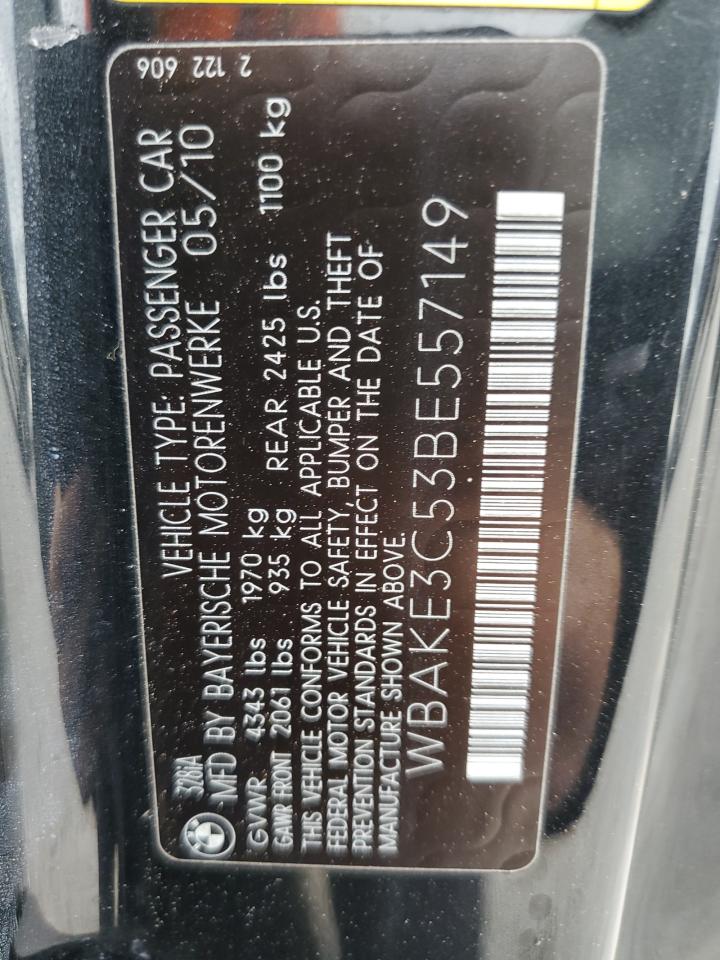 2 122 606
328iA VEHICLE TYPE: PASSENGER CAR
MFD BY BAYERISCHE MOTORENWERKE 05/10
GVWR 4343 lbs 1970 kg
GAWR FRONT 2061 lbs 935 kg REAR 2425 lbs 1100 kg
THIS VEHICLE CONFORMS TO ALL APPLICABLE U.S.
FEDERAL MOTOR VEHICLE SAFETY, BUMPER AND THEFT
PREVENTION STANDARDS IN EFFECT ON THE DATE OF
MANUFACTURE SHOWN ABOVE.
WBAKE3C53BE557149